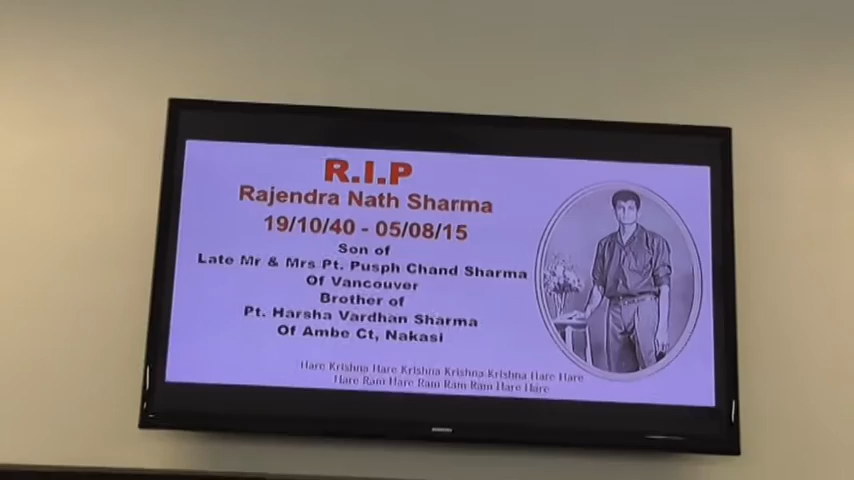 R.I.P
Rajendra Nath Sharma
19/10/40 - 05/08/15
Son of
Late Mr & Mrs Pt. Pusph Chand Sharma
Of Vancouver
Brother of
Pt. Harsha Vardhan Sharma
Of Ambe Ct, Nakasi
Hare Krishna Hare Krishna Krishna-Krishna Hare Hare
Hare Ram Hare Ram Ram Ram Hare Hare